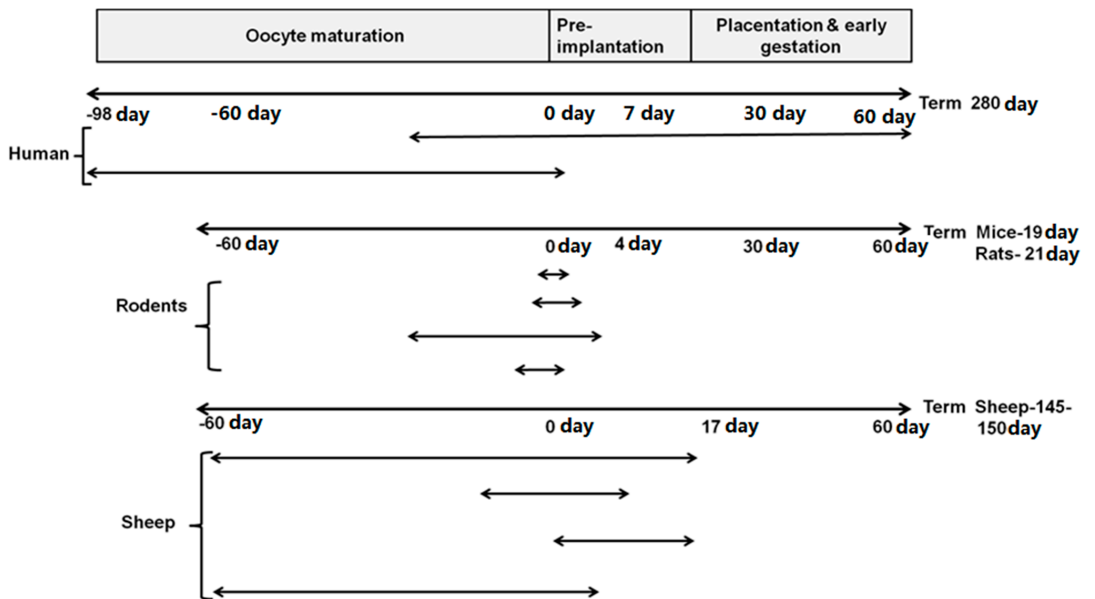 Oocyte maturation
Pre-
implantation
Placentation & early
gestation
-98 day
-60 day
0 day
7 day
30 day
60 day
Term 280 day
Human
-60 day
0 day
4 day
30 day
60 day
Term Mice-19 day
Rats- 21 day
Rodents
-60 day
0 day
17 day
60 day
Term Sheep-145-
150 day
Sheep